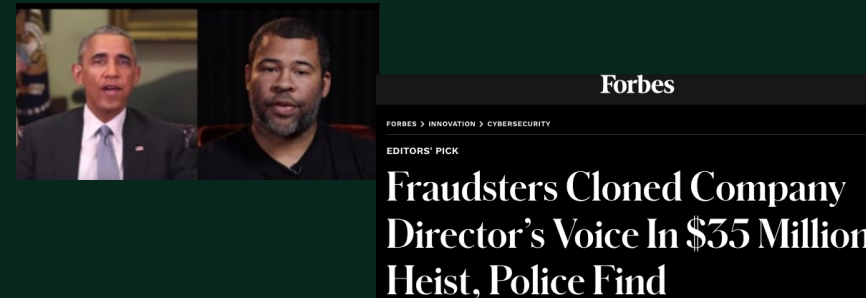 Forbes
FORBES > INNOVATION > CYBERSECURITY
EDITORS' PICK
Fraudsters Cloned Company
Director's Voice In $35 Million
Heist, Police Find